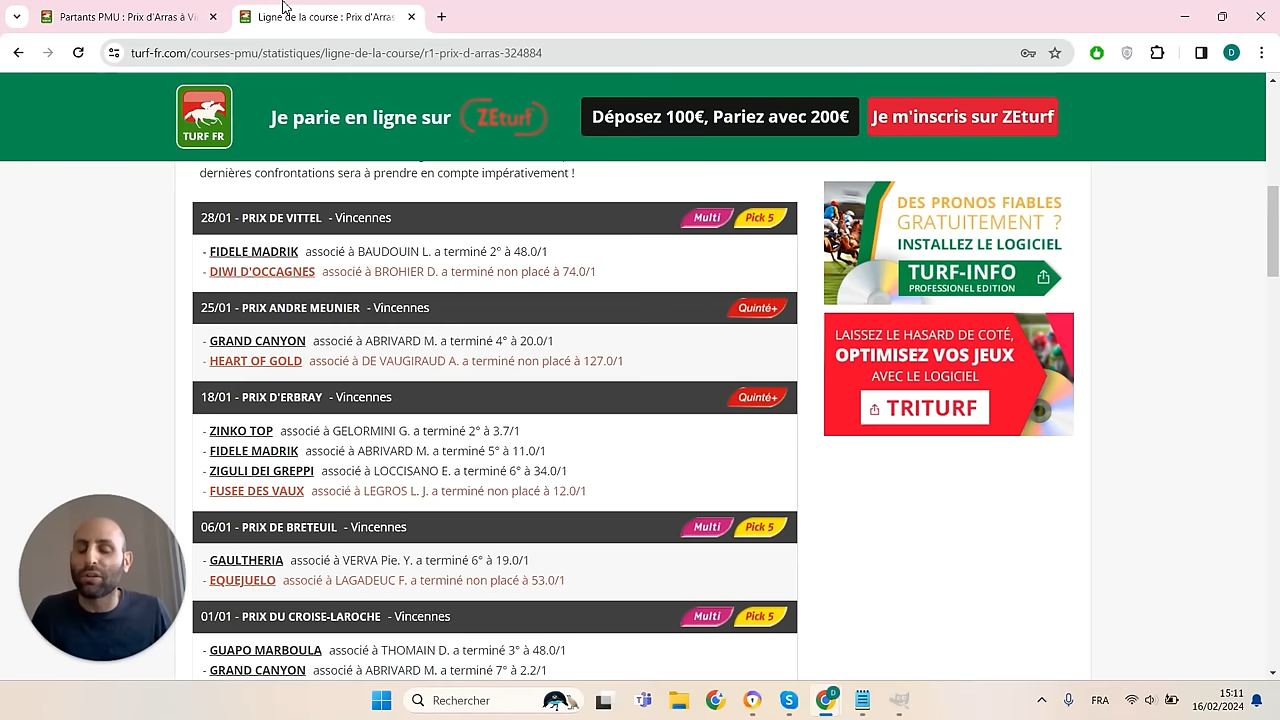 Partants PMU : Prix d'Arras à Vi
Ligne de la course : Prix d'Arras
turf-fr.com/courses-pmu/statistiques/ligne-de-la-course/r1-prix-d-arras-324884
D
TURF FR
Je parie en ligne sur ZEturf
Déposez 100€, Pariez avec 200€
Je m'inscris sur ZEturf
dernières confrontations sera à prendre en compte impérativement !
28/01 - PRIX DE VITTEL - Vincennes Multi Pick 5
- FIDELE MADRIK associé à BAUDOUIN L. a terminé 2° à 48.0/1
- DIWI D'OCCAGNES associé à BROHIER D. a terminé non placé à 74.0/1
25/01 - PRIX ANDRE MEUNIER - Vincennes Quinté+
- GRAND CANYON associé à ABRIVARD M. a terminé 4° à 20.0/1
- HEART OF GOLD associé à DE VAUGIRAUD A. a terminé non placé à 127.0/1
18/01 - PRIX D'ERBRAY - Vincennes Quinté+
- ZINKO TOP associé à GELORMINI G. a terminé 2° à 3.7/1
- FIDELE MADRIK associé à ABRIVARD M. a terminé 5° à 11.0/1
- ZIGULI DEI GREPPI associé à LOCCISANO E. a terminé 6° à 34.0/1
- FUSEE DES VAUX associé à LEGROS L. J. a terminé non placé à 12.0/1
06/01 - PRIX DE BRETEUIL - Vincennes Multi Pick 5
- GAULTHERIA associé à VERVA Pie. Y. a terminé 6° à 19.0/1
- EQUEJUELO associé à LAGADEUC F. a terminé non placé à 53.0/1
01/01 - PRIX DU CROISE-LAROCHE - Vincennes Multi Pick 5
- GUAPO MARBOULA associé à THOMAIN D. a terminé 3° à 48.0/1
- GRAND CANYON associé à ABRIVARD M. a terminé 7° à 2.2/1
DES PRONOS FIABLES
GRATUITEMENT ?
INSTALLEZ LE LOGICIEL
TURF-INFO
PROFESSIONEL EDITION
LAISSEZ LE HASARD DE COTÉ,
OPTIMISEZ VOS JEUX
AVEC LE LOGICIEL
TRITURF
Rechercher
D
FRA
15:11
16/02/2024